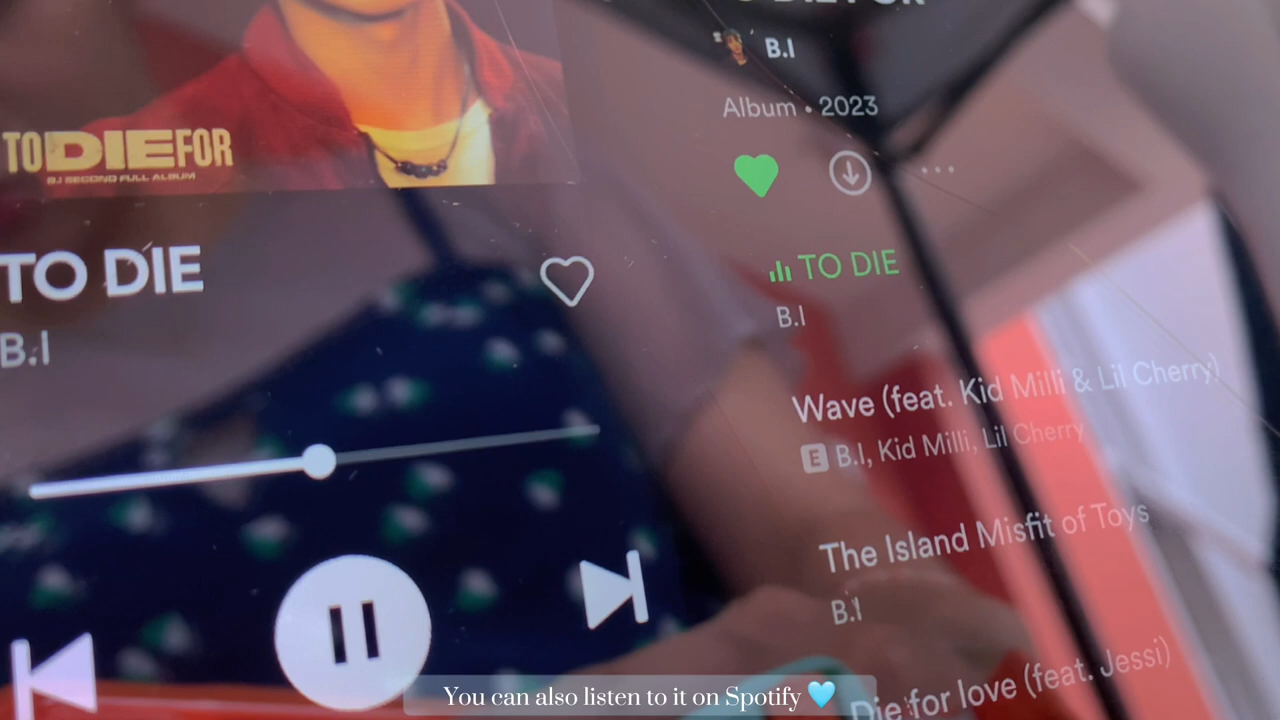 TO DIE FOR
B.I SECOND FULL ALBUM
TO DIE
B.I
B.I
Album • 2023
TO DIE
B.I
Wave (feat. Kid Milli & Lil Cherry)
E B.I, Kid Milli, Lil Cherry
The Island Misfit of Toys
B.I
Die for love (feat. Jessi)
You can also listen to it on Spotify 🩵